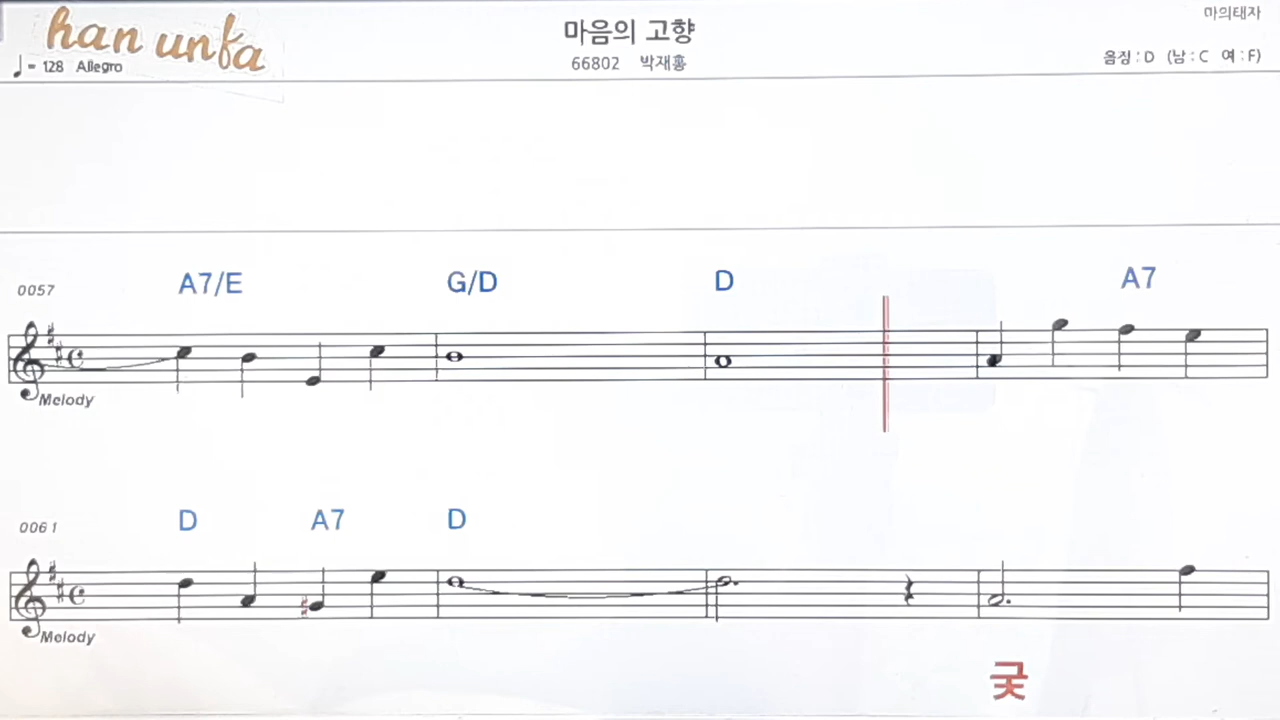 han unfa
마의태자
마음의 고향
♩= 128 Allegro
66802 박재홍
음정 : D (남 : C 여 : F)
0057 A7/E G/D D A7
Melody
0061 D A7 D
Melody
굿